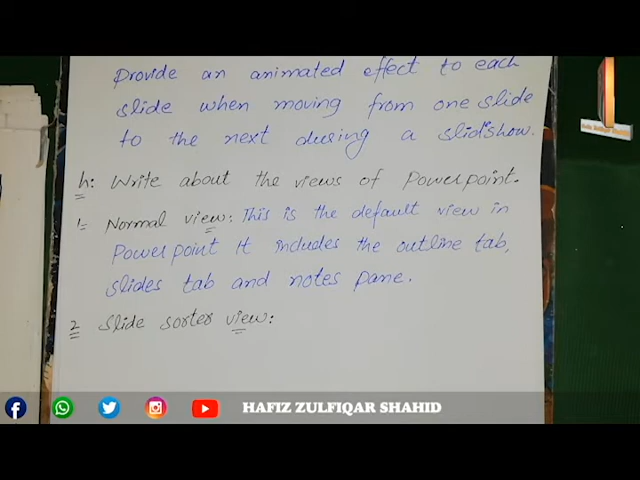 Provide an animated effect to each
slide when moving from one slide
to the next during a slidshow.
h: Write about the views of Powerpoint.
1= Normal view: This is the default view in
Powerpoint It includes the outline tab,
slides tab and notes pane.
2 Slide sorter view:
HAFIZ ZULFIQAR SHAHID